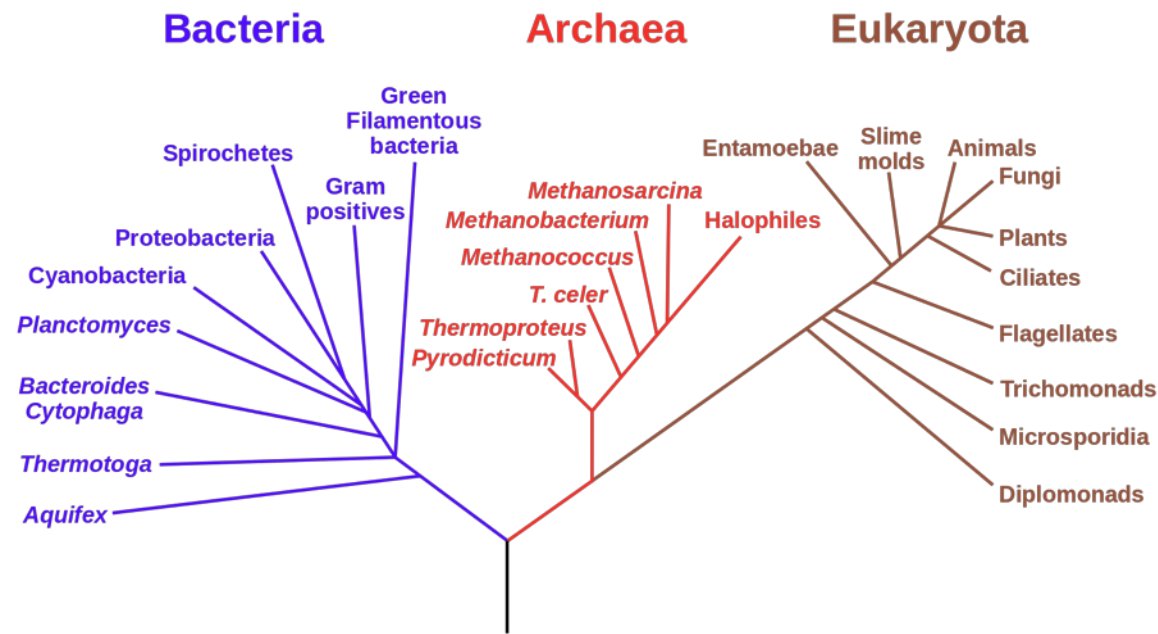 Bacteria
Archaea
Eukaryota
Green
Filamentous
bacteria
Spirochetes
Gram
positives
Proteobacteria
Cyanobacteria
Planctomyces
Bacteroides
Cytophaga
Thermotoga
Aquifex
Methanosarcina
Methanobacterium
Halophiles
Methanococcus
T. celer
Thermoproteus
Pyrodicticum
Entamoebae
Slime
molds
Animals
Fungi
Plants
Ciliates
Flagellates
Trichomonads
Microsporidia
Diplomonads